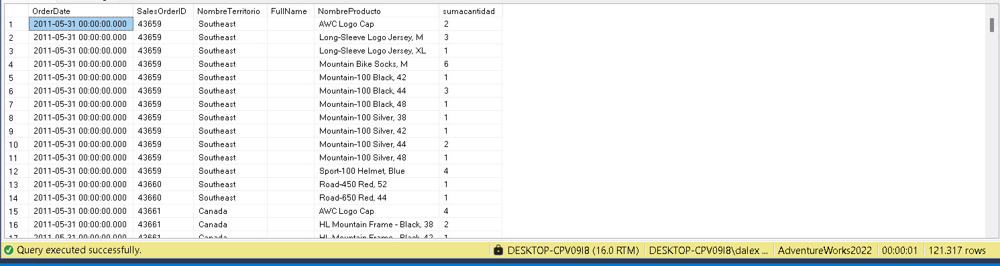 OrderDate SalesOrderID NombreTerritorio FullName NombreProducto sumacantidad
1 2011-05-31 00:00:00.000 43659 Southeast AWC Logo Cap 2
2 2011-05-31 00:00:00.000 43659 Southeast Long-Sleeve Logo Jersey, M 3
3 2011-05-31 00:00:00.000 43659 Southeast Long-Sleeve Logo Jersey, XL 1
4 2011-05-31 00:00:00.000 43659 Southeast Mountain Bike Socks, M 6
5 2011-05-31 00:00:00.000 43659 Southeast Mountain-100 Black, 42 1
6 2011-05-31 00:00:00.000 43659 Southeast Mountain-100 Black, 44 3
7 2011-05-31 00:00:00.000 43659 Southeast Mountain-100 Black, 48 1
8 2011-05-31 00:00:00.000 43659 Southeast Mountain-100 Silver, 38 1
9 2011-05-31 00:00:00.000 43659 Southeast Mountain-100 Silver, 42 1
10 2011-05-31 00:00:00.000 43659 Southeast Mountain-100 Silver, 44 2
11 2011-05-31 00:00:00.000 43659 Southeast Mountain-100 Silver, 48 1
12 2011-05-31 00:00:00.000 43659 Southeast Sport-100 Helmet, Blue 4
13 2011-05-31 00:00:00.000 43660 Southeast Road-450 Red, 52 1
14 2011-05-31 00:00:00.000 43660 Southeast Road-650 Red, 44 1
15 2011-05-31 00:00:00.000 43661 Canada AWC Logo Cap 4
16 2011-05-31 00:00:00.000 43661 Canada HL Mountain Frame - Black, 38 2
17 2011-05-31 00:00:00.000 43661 Canada HL Mountain Frame - Black, 42 1
Query executed successfully. DESKTOP-CPV09I8 (16.0 RTM) DESKTOP-CPV09I8\dalex ... AdventureWorks2022 00:00:01 121.317 rows